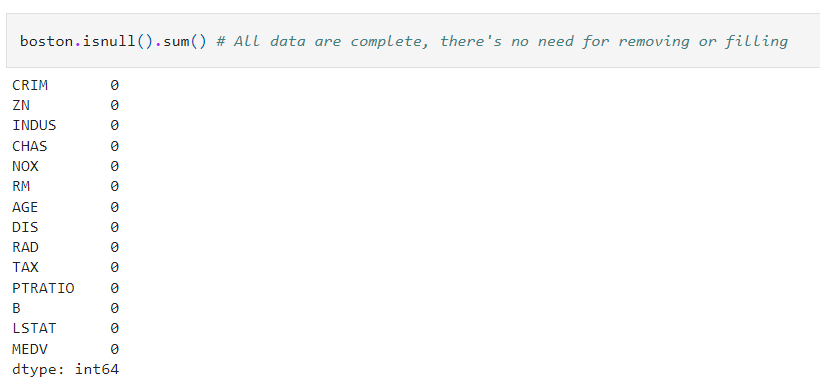 boston.isnull().sum() # All data are complete, there's no need for removing or filling
CRIM 0
ZN 0
INDUS 0
CHAS 0
NOX 0
RM 0
AGE 0
DIS 0
RAD 0
TAX 0
PTRATIO 0
B 0
LSTAT 0
MEDV 0
dtype: int64